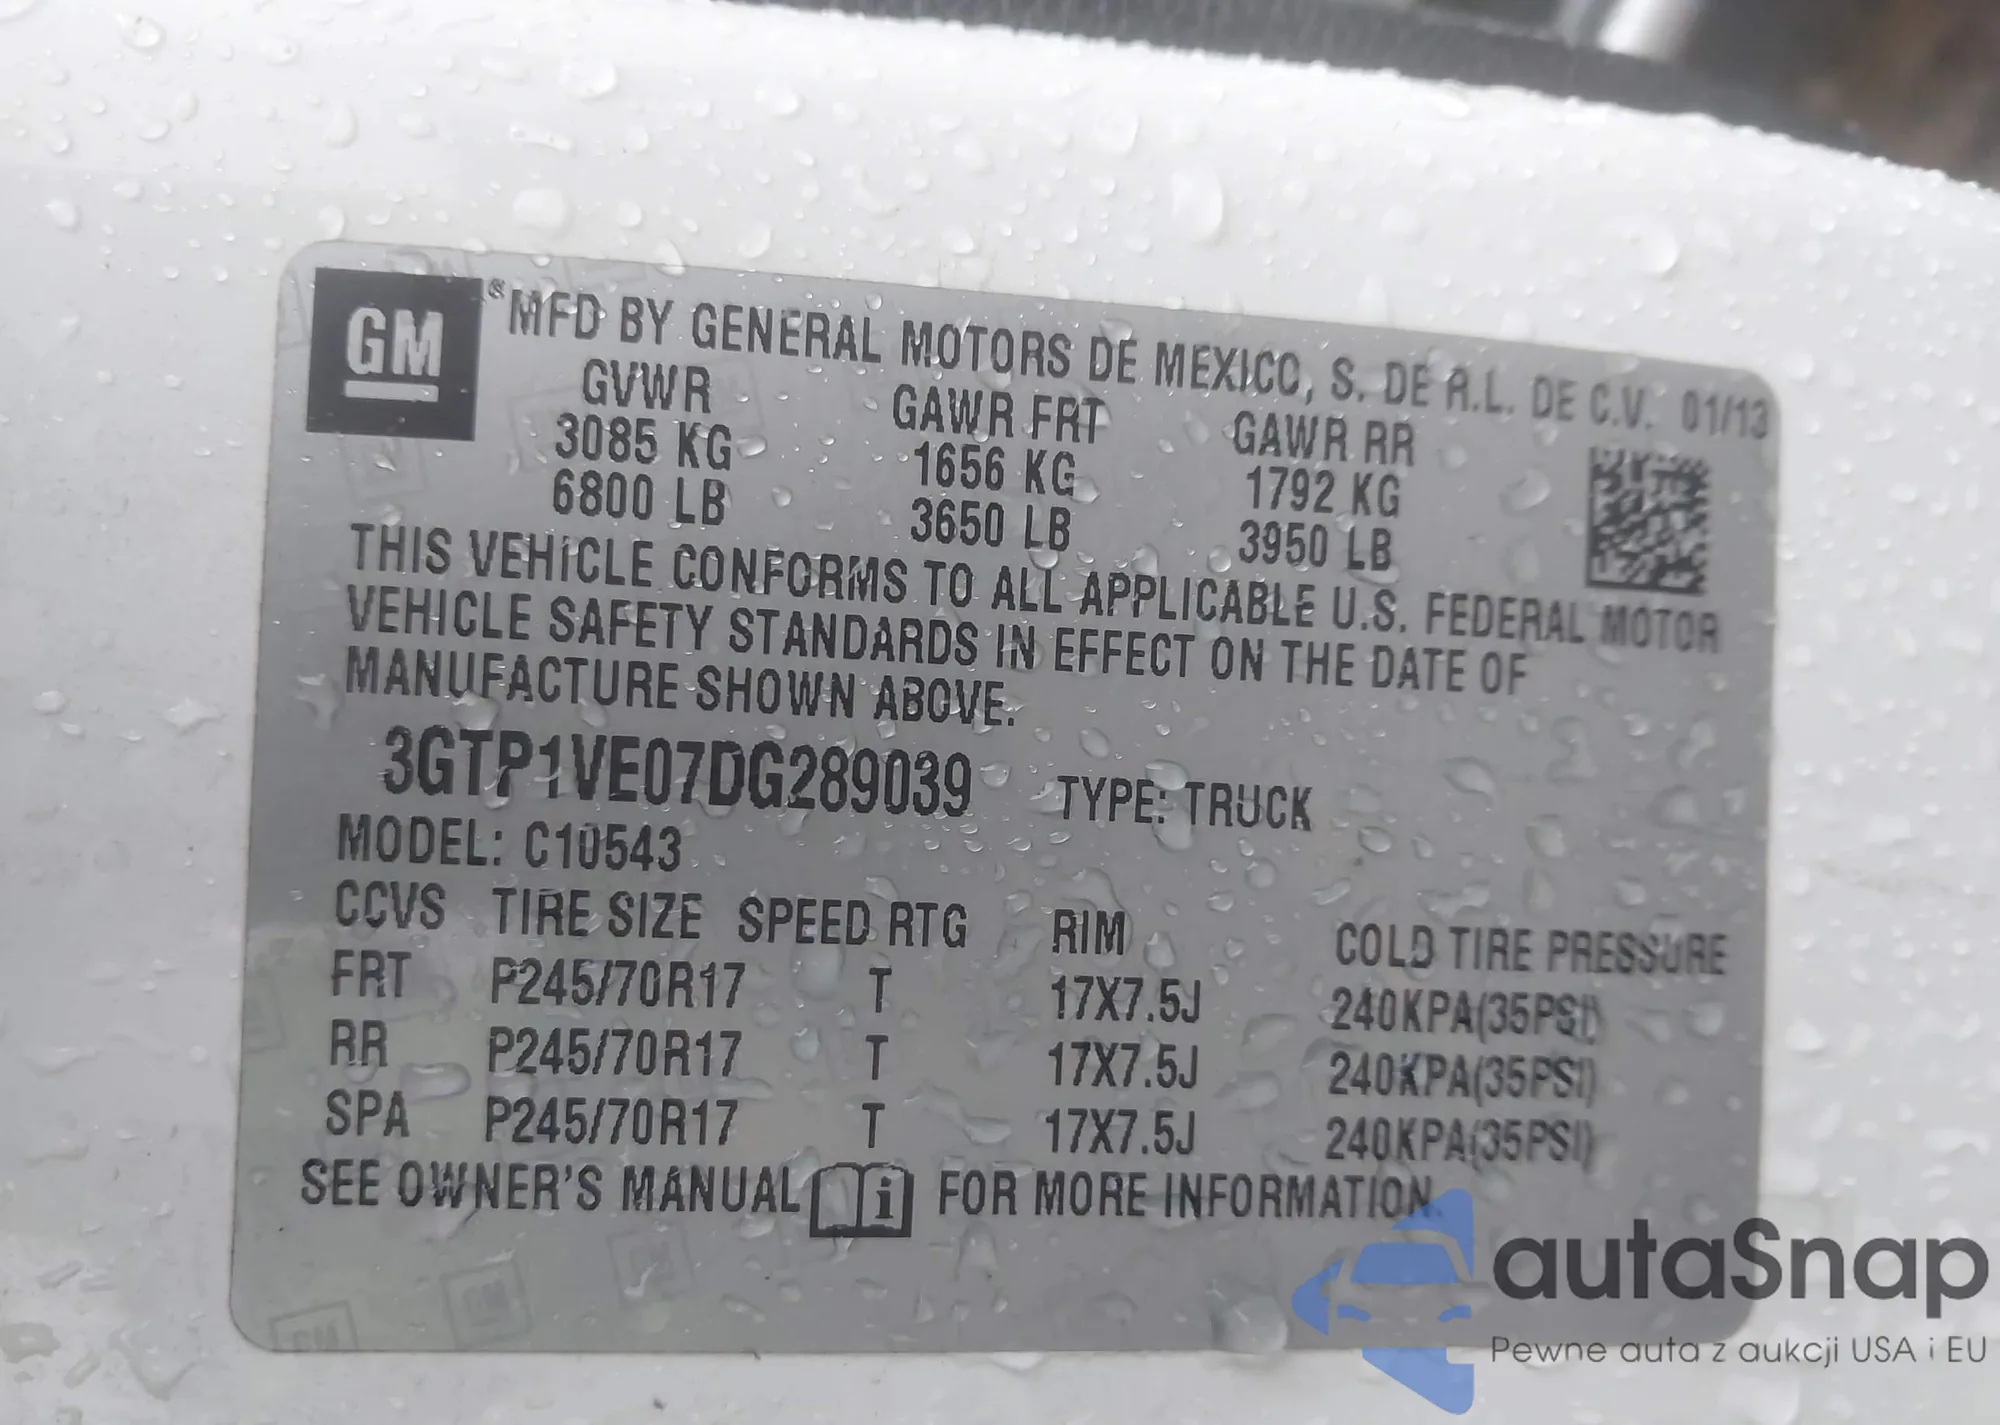 GM
® MFD BY GENERAL MOTORS DE MEXICO, S. DE R.L. DE C.V. 01/13
GVWR GAWR FRT GAWR RR
3085 KG 1656 KG 1792 KG
6800 LB 3650 LB 3950 LB
THIS VEHICLE CONFORMS TO ALL APPLICABLE U.S. FEDERAL MOTOR
VEHICLE SAFETY STANDARDS IN EFFECT ON THE DATE OF
MANUFACTURE SHOWN ABOVE.
3GTP1VE07DG289039 TYPE: TRUCK
MODEL: C10543
CCVS TIRE SIZE SPEED RTG RIM COLD TIRE PRESSURE
FRT P245/70R17 T 17X7.5J 240KPA(35PSI)
RR P245/70R17 T 17X7.5J 240KPA(35PSI)
SPA P245/70R17 T 17X7.5J 240KPA(35PSI)
SEE OWNER'S MANUAL i FOR MORE INFORMATION.
autaSnap
Pewne auta z aukcji USA i EU